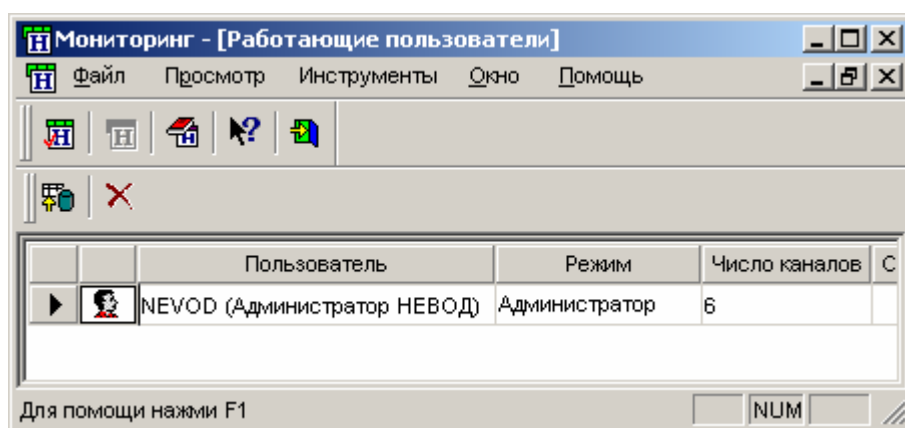 Мониторинг - [Работающие пользователи]
Файл Просмотр Инструменты Окно Помощь
Пользователь Режим Число каналов С
NEVOD (Администратор НЕВОД) Администратор 6
Для помощи нажми F1 NUM